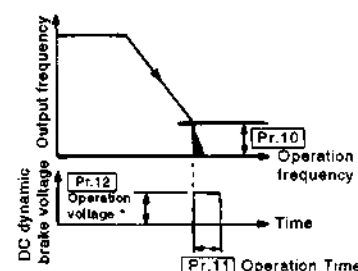 Output frequency
Pr.10
Operation
frequency
DC dynamic
brake voltage
Pr.12
Operation
voltage *
Time
Pr.11 Operation Time